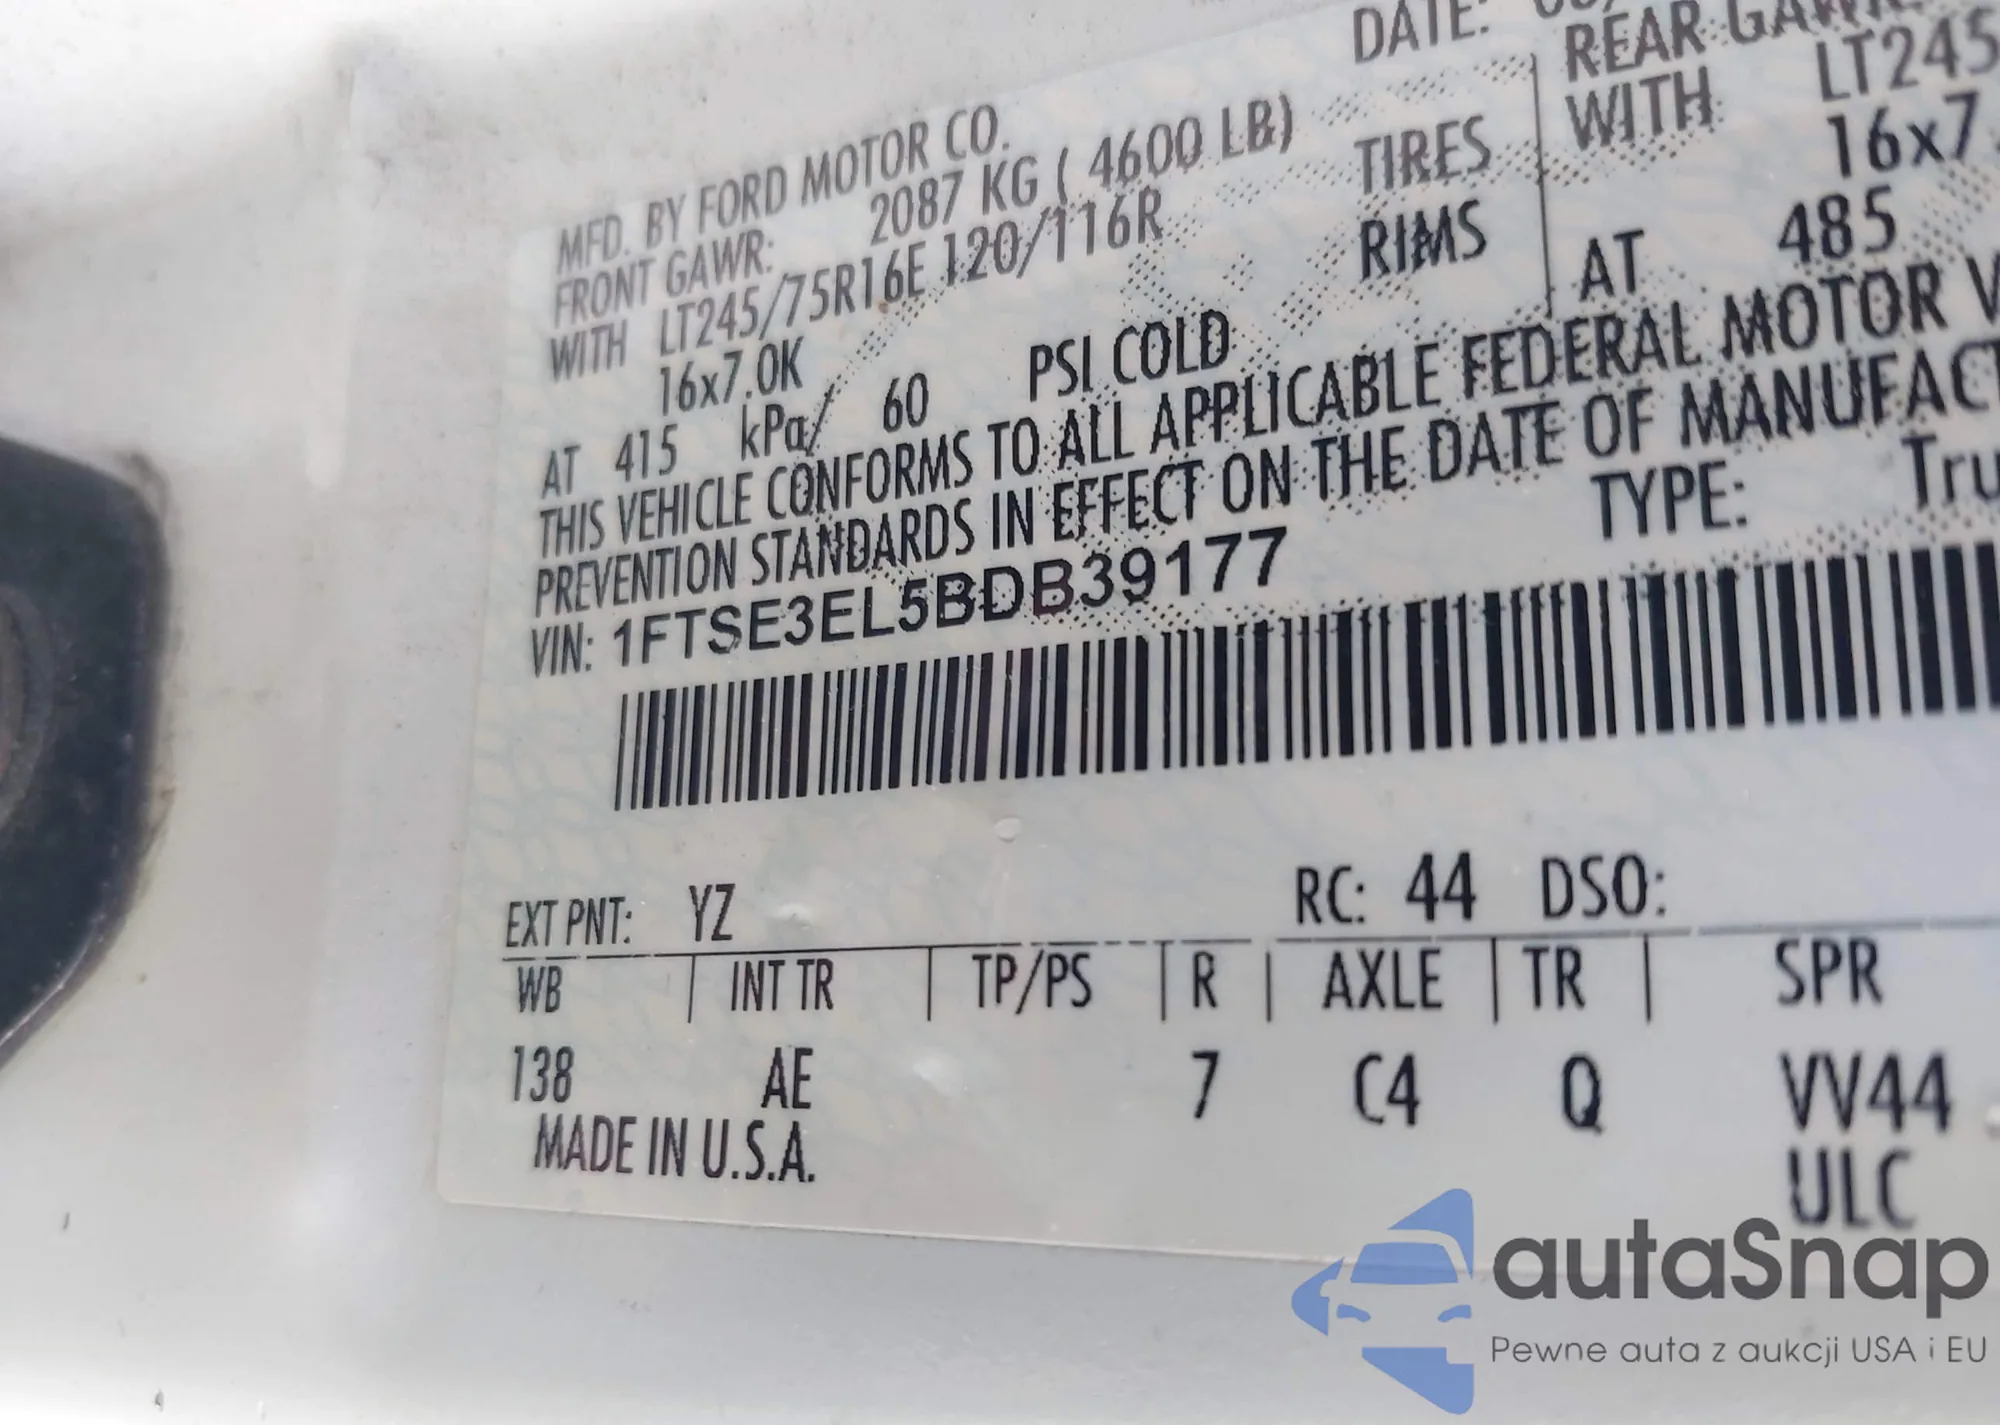 DATE:
MFD. BY FORD MOTOR CO.
FRONT GAWR: 2087 KG ( 4600 LB)
REAR GAWR:
WITH LT245/75R16E 120/116R TIRES
WITH LT245
16x7.0K RIMS
16x7
AT 415 kPa/ 60 PSI COLD
AT 485
THIS VEHICLE CONFORMS TO ALL APPLICABLE FEDERAL MOTOR V
PREVENTION STANDARDS IN EFFECT ON THE DATE OF MANUFACT
VIN: 1FTSE3EL5BDB39177
TYPE: Tru
EXT PNT: YZ RC: 44 DSO:
WB | INT TR | TP/PS | R | AXLE | TR | SPR
138 AE 7 C4 Q VV44
ULC
MADE IN U.S.A.
autaSnap
Pewne auta z aukcji USA i EU